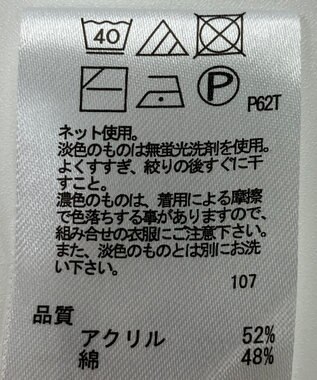 40
P
P62T
ネット使用。
淡色のものは無蛍光洗剤を使用。
よくすすぎ、絞りの後すぐに干
すこと。
濃色のものは、着用による摩擦
で色落ちする事がありますので、
組み合せの衣服にご注意下さい。
また、淡色のものとは別にお洗
い下さい。
107
品質
アクリル 52%
綿 48%